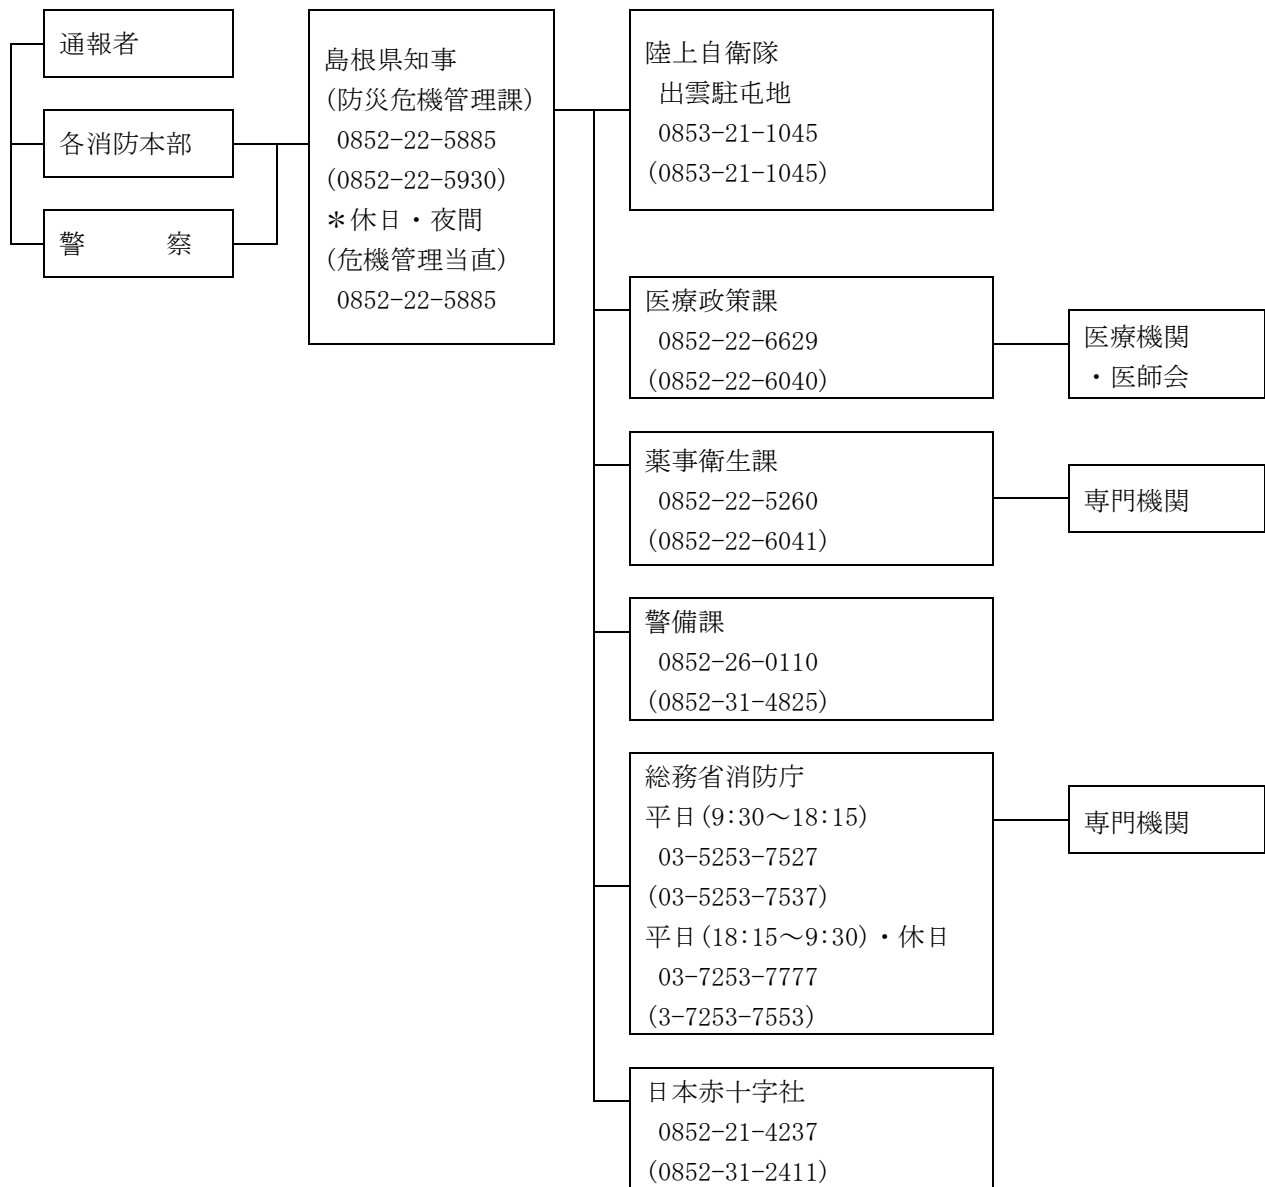 通報者
各消防本部
警　　　察
島根県知事
(防災危機管理課)
0852-22-5885
(0852-22-5930)
＊休日・夜間
(危機管理当直)
0852-22-5885
陸上自衛隊
出雲駐屯地
0853-21-1045
(0853-21-1045)
医療政策課
0852-22-6629
(0852-22-6040)
医療機関
・医師会
薬事衛生課
0852-22-5260
(0852-22-6041)
専門機関
警備課
0852-26-0110
(0852-31-4825)
総務省消防庁
平日(9:30～18:15)
03-5253-7527
(03-5253-7537)
平日(18:15～9:30)・休日
03-7253-7777
(3-7253-7553)
専門機関
日本赤十字社
0852-21-4237
(0852-31-2411)